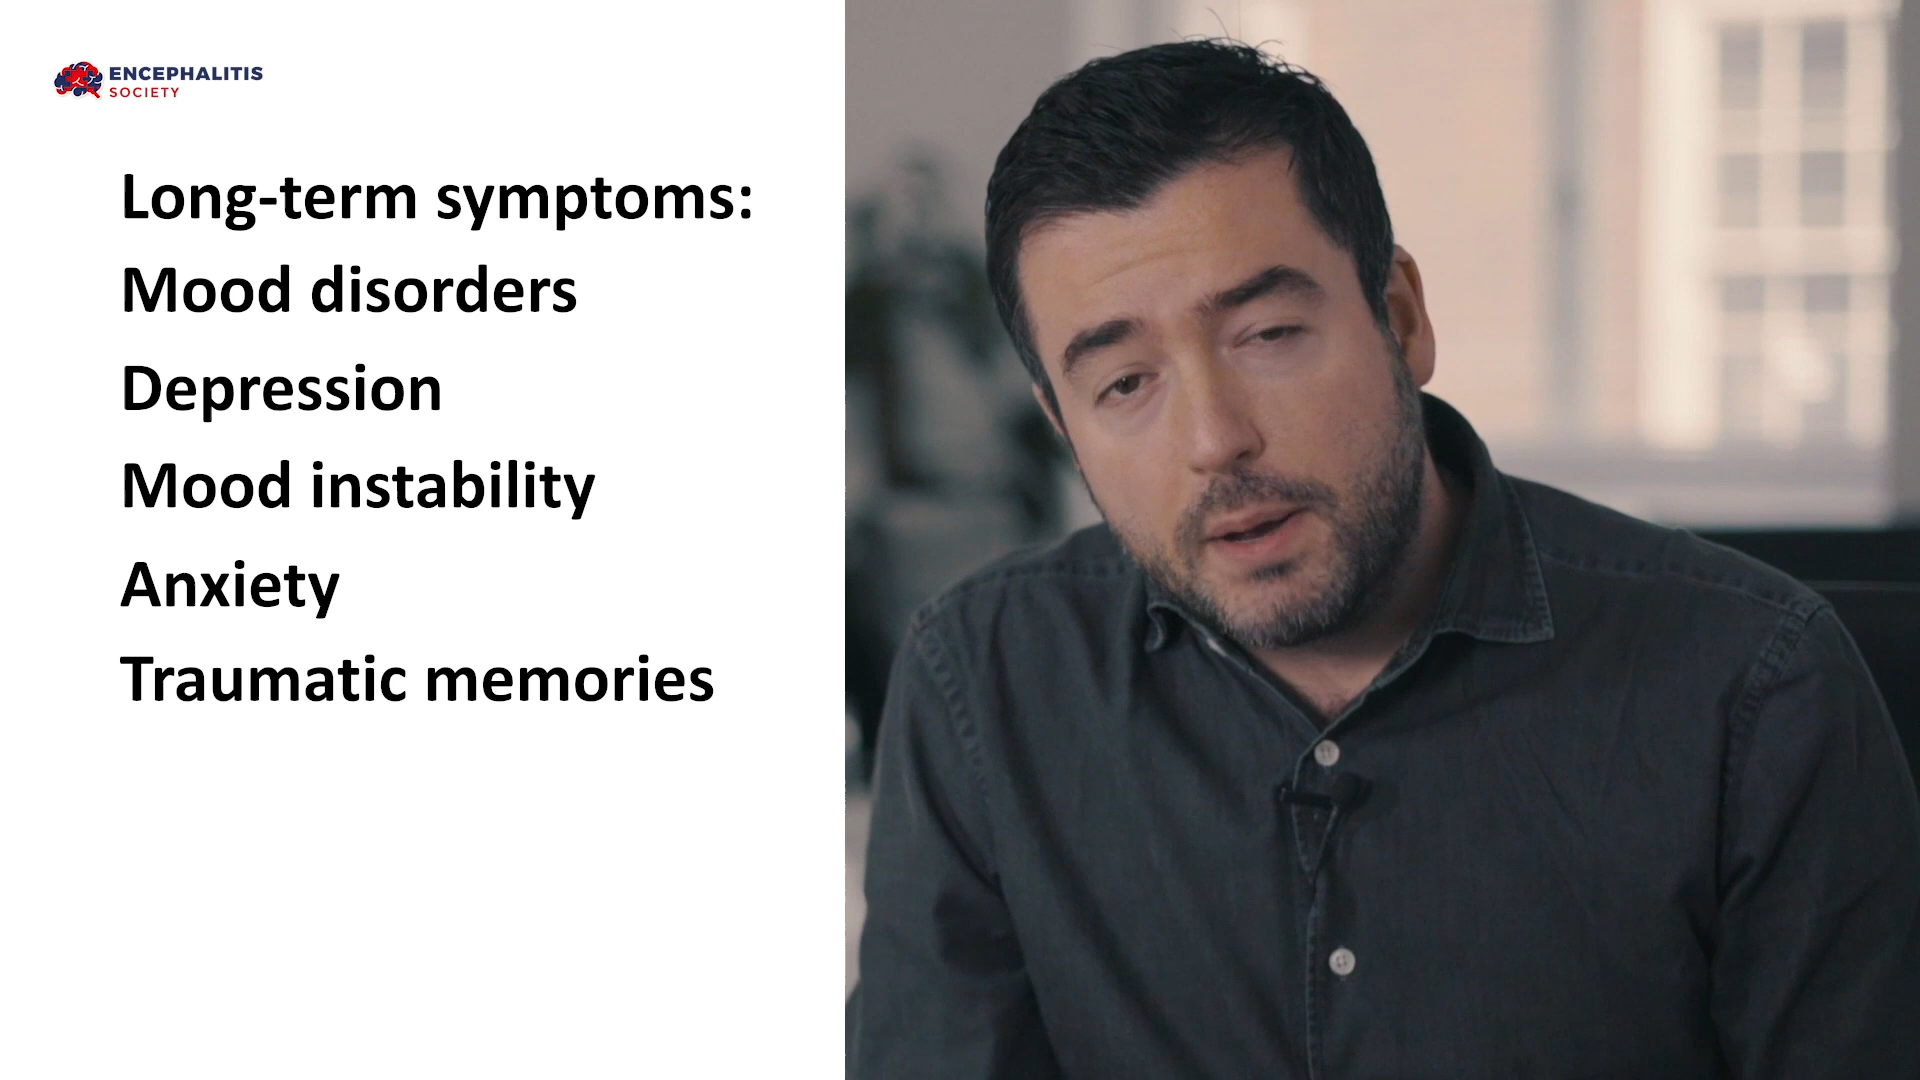 ENCEPHALITIS
SOCIETY
Long-term symptoms:
Mood disorders
Depression
Mood instability
Anxiety
Traumatic memories